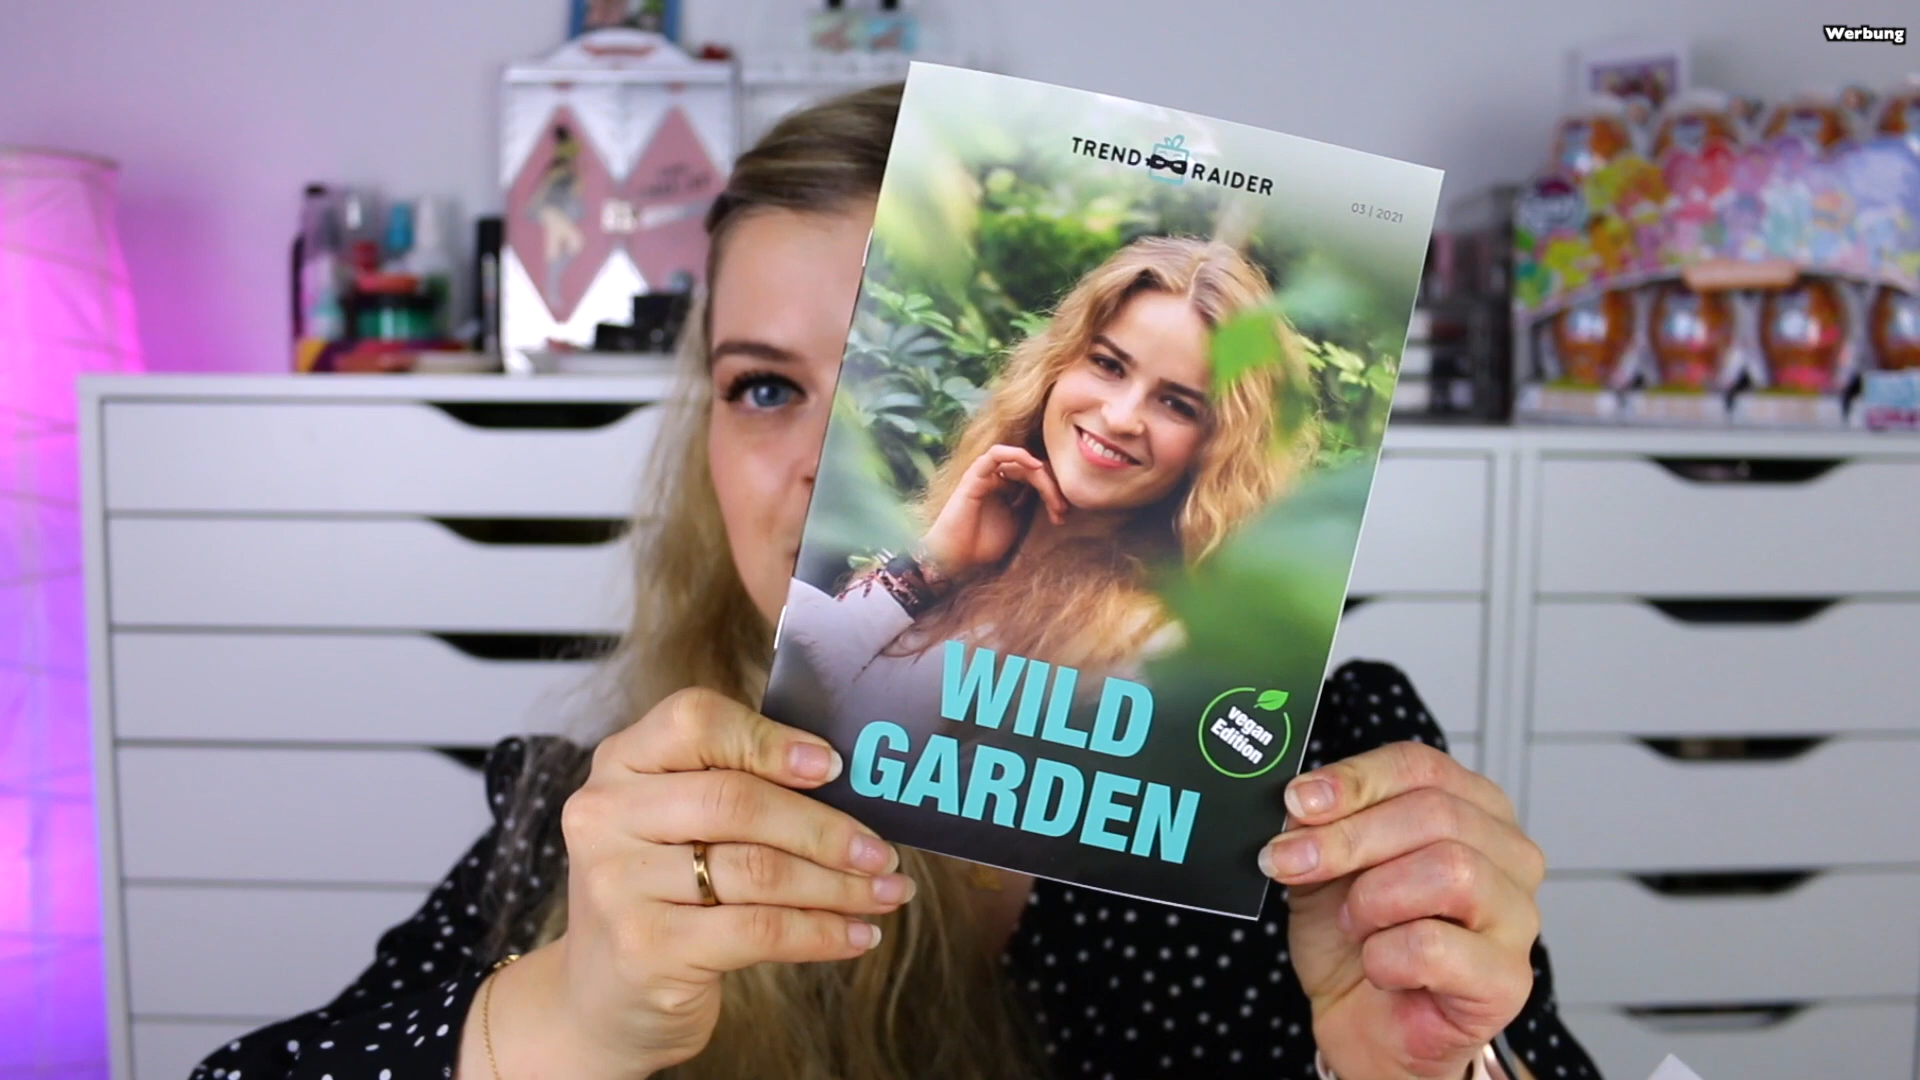 Werbung
TREND RAIDER
03 | 2021
WILD
GARDEN
vegan
Edition